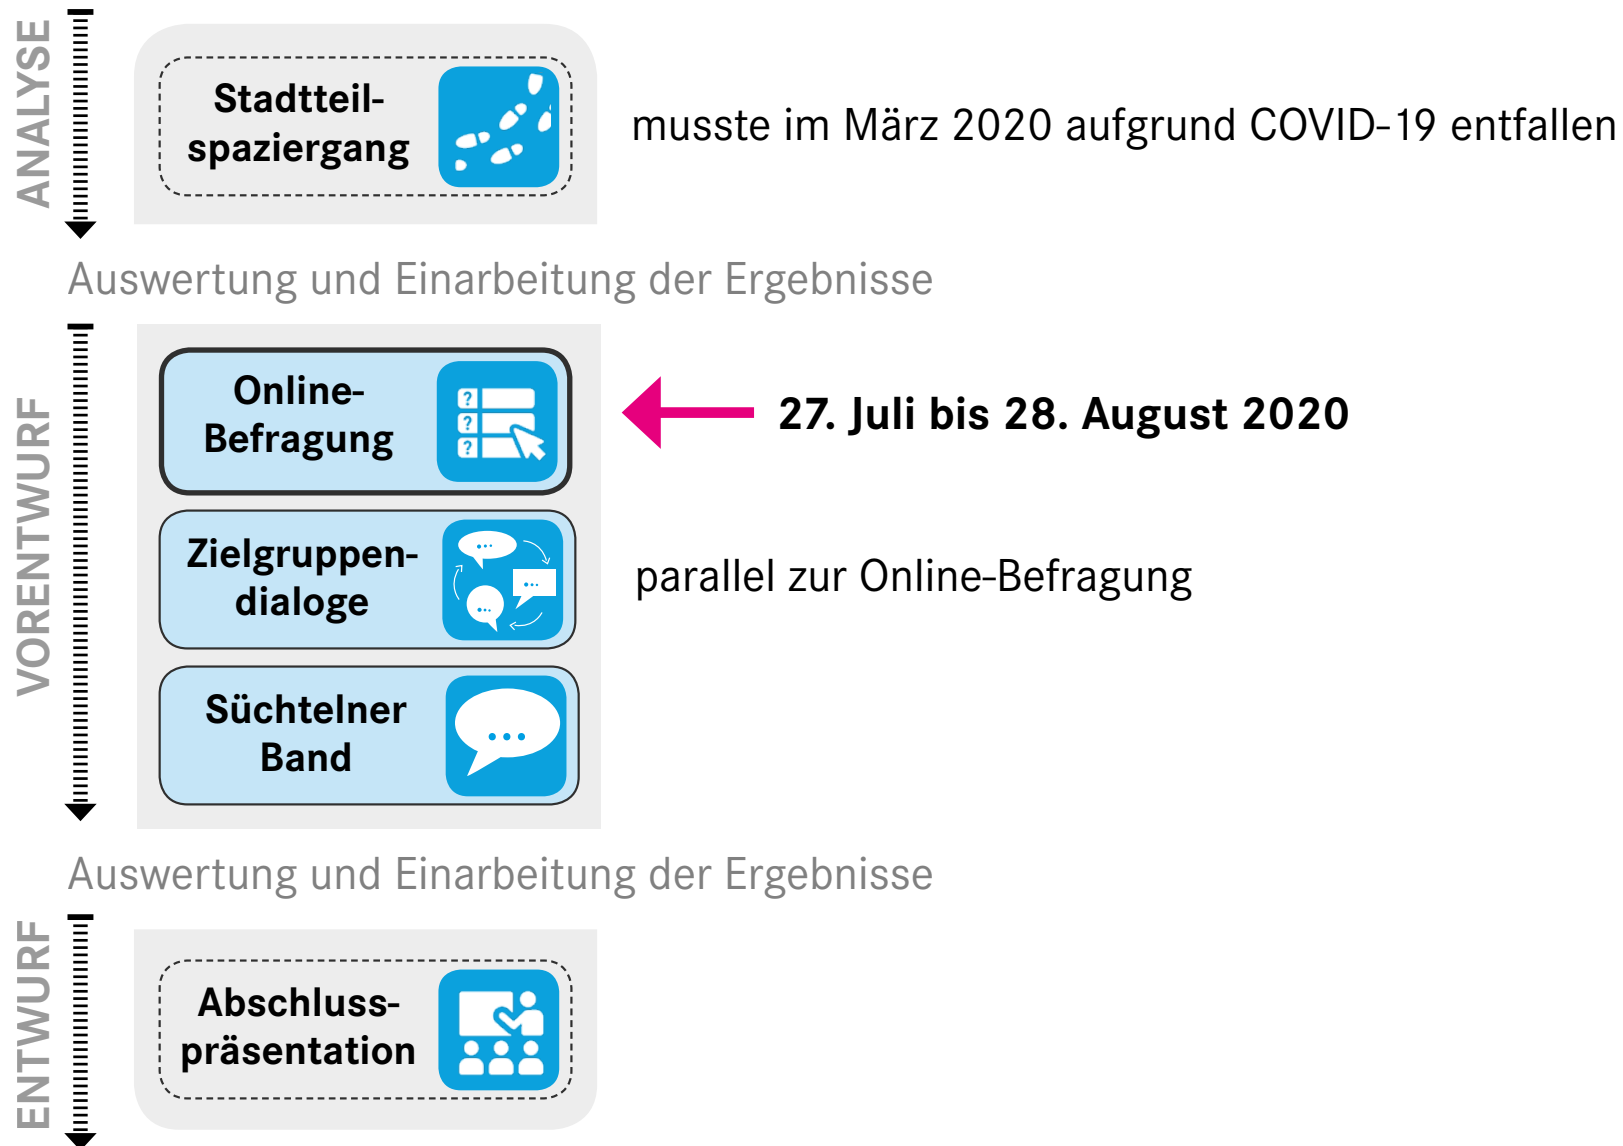 ANALYSE
Stadtteil-
spaziergang
musste im März 2020 aufgrund COVID-19 entfallen
Auswertung und Einarbeitung der Ergebnisse
VORENTWURF
Online-
Befragung
? 
?
?
27. Juli bis 28. August 2020
Zielgruppen-
dialoge
parallel zur Online-Befragung
Süchtelner
Band
Auswertung und Einarbeitung der Ergebnisse
ENTWURF
Abschluss-
präsentation